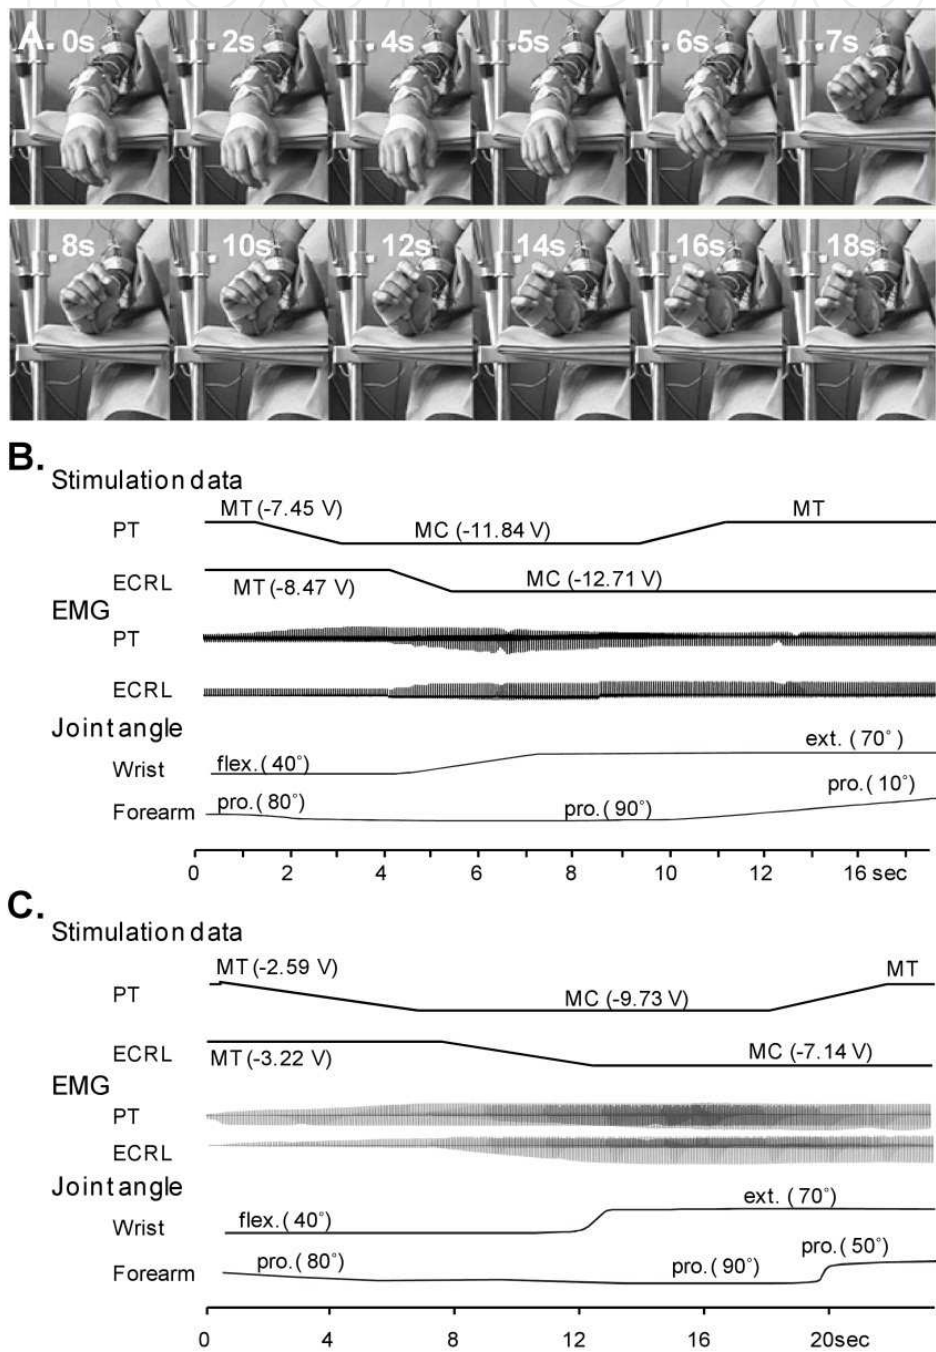 A. 0s 2s 4s 5s 6s 7s
8s 10s 12s 14s 16s 18s
B.
Stimulation data
MT (-7.45 V) MT
PT MC (-11.84 V)
ECRL MT (-8.47 V) MC (-12.71 V)
EMG
PT
ECRL
Joint angle
ext. (70°)
Wrist flex. (40°)
pro. (10°)
Forearm pro. (80°) pro. (90°)
0 2 4 6 8 10 12 14 16 sec
C.
Stimulation data
MT (-2.59 V) MT
PT MC (-9.73 V)
ECRL MT (-3.22 V) MC (-7.14 V)
EMG
PT
ECRL
Joint angle
ext. (70°)
Wrist flex. (40°)
pro. (50°)
Forearm pro. (80°) pro. (90°)
0 4 8 12 16 20sec